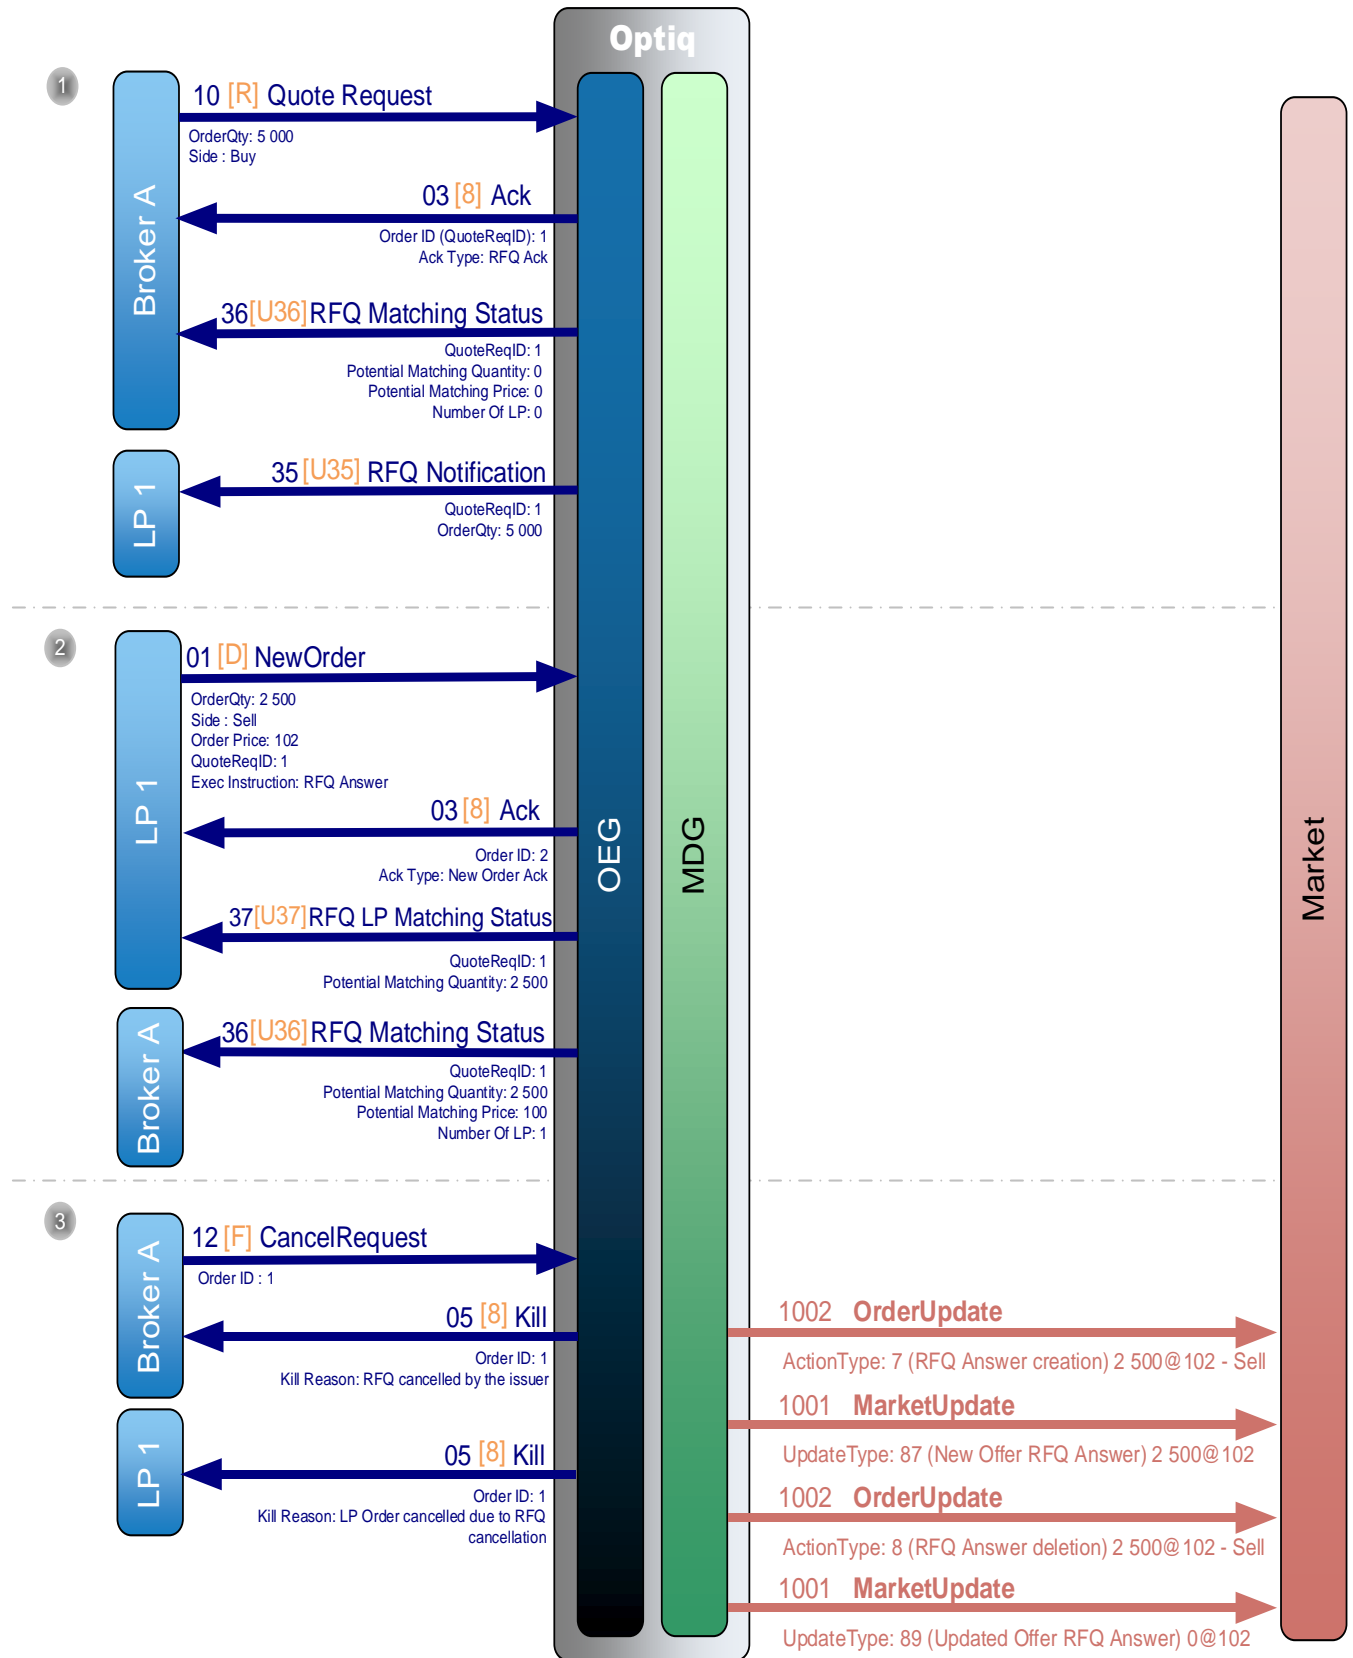 Optiq
1
10 [R] Quote Request
OrderQty: 5 000
Side : Buy
03 [8] Ack
Order ID (QuoteReqID): 1
Ack Type: RFQ Ack
36[U36]RFQ Matching Status
QuoteReqID: 1
Potential Matching Quantity: 0
Potential Matching Price: 0
Number Of LP: 0
Broker A
35 [U35] RFQ Notification
QuoteReqID: 1
OrderQty: 5 000
LP 1
2
01 [D] NewOrder
OrderQty: 2 500
Side : Sell
Order Price: 102
QuoteReqID: 1
Exec Instruction: RFQ Answer
03 [8] Ack
Order ID: 2
Ack Type: New Order Ack
37[U37]RFQ LP Matching Status
QuoteReqID: 1
Potential Matching Quantity: 2 500
LP 1
OEG
MDG
Market
36[U36]RFQ Matching Status
QuoteReqID: 1
Potential Matching Quantity: 2 500
Potential Matching Price: 100
Number Of LP: 1
Broker A
3
12 [F] CancelRequest
Order ID : 1
05 [8] Kill
Order ID: 1
Kill Reason: RFQ cancelled by the issuer
Broker A
05 [8] Kill
Order ID: 1
Kill Reason: LP Order cancelled due to RFQ
cancellation
LP 1
1002 OrderUpdate
ActionType: 7 (RFQ Answer creation) 2 500@102 - Sell
1001 MarketUpdate
UpdateType: 87 (New Offer RFQ Answer) 2 500@102
1002 OrderUpdate
ActionType: 8 (RFQ Answer deletion) 2 500@102 - Sell
1001 MarketUpdate
UpdateType: 89 (Updated Offer RFQ Answer) 0@102